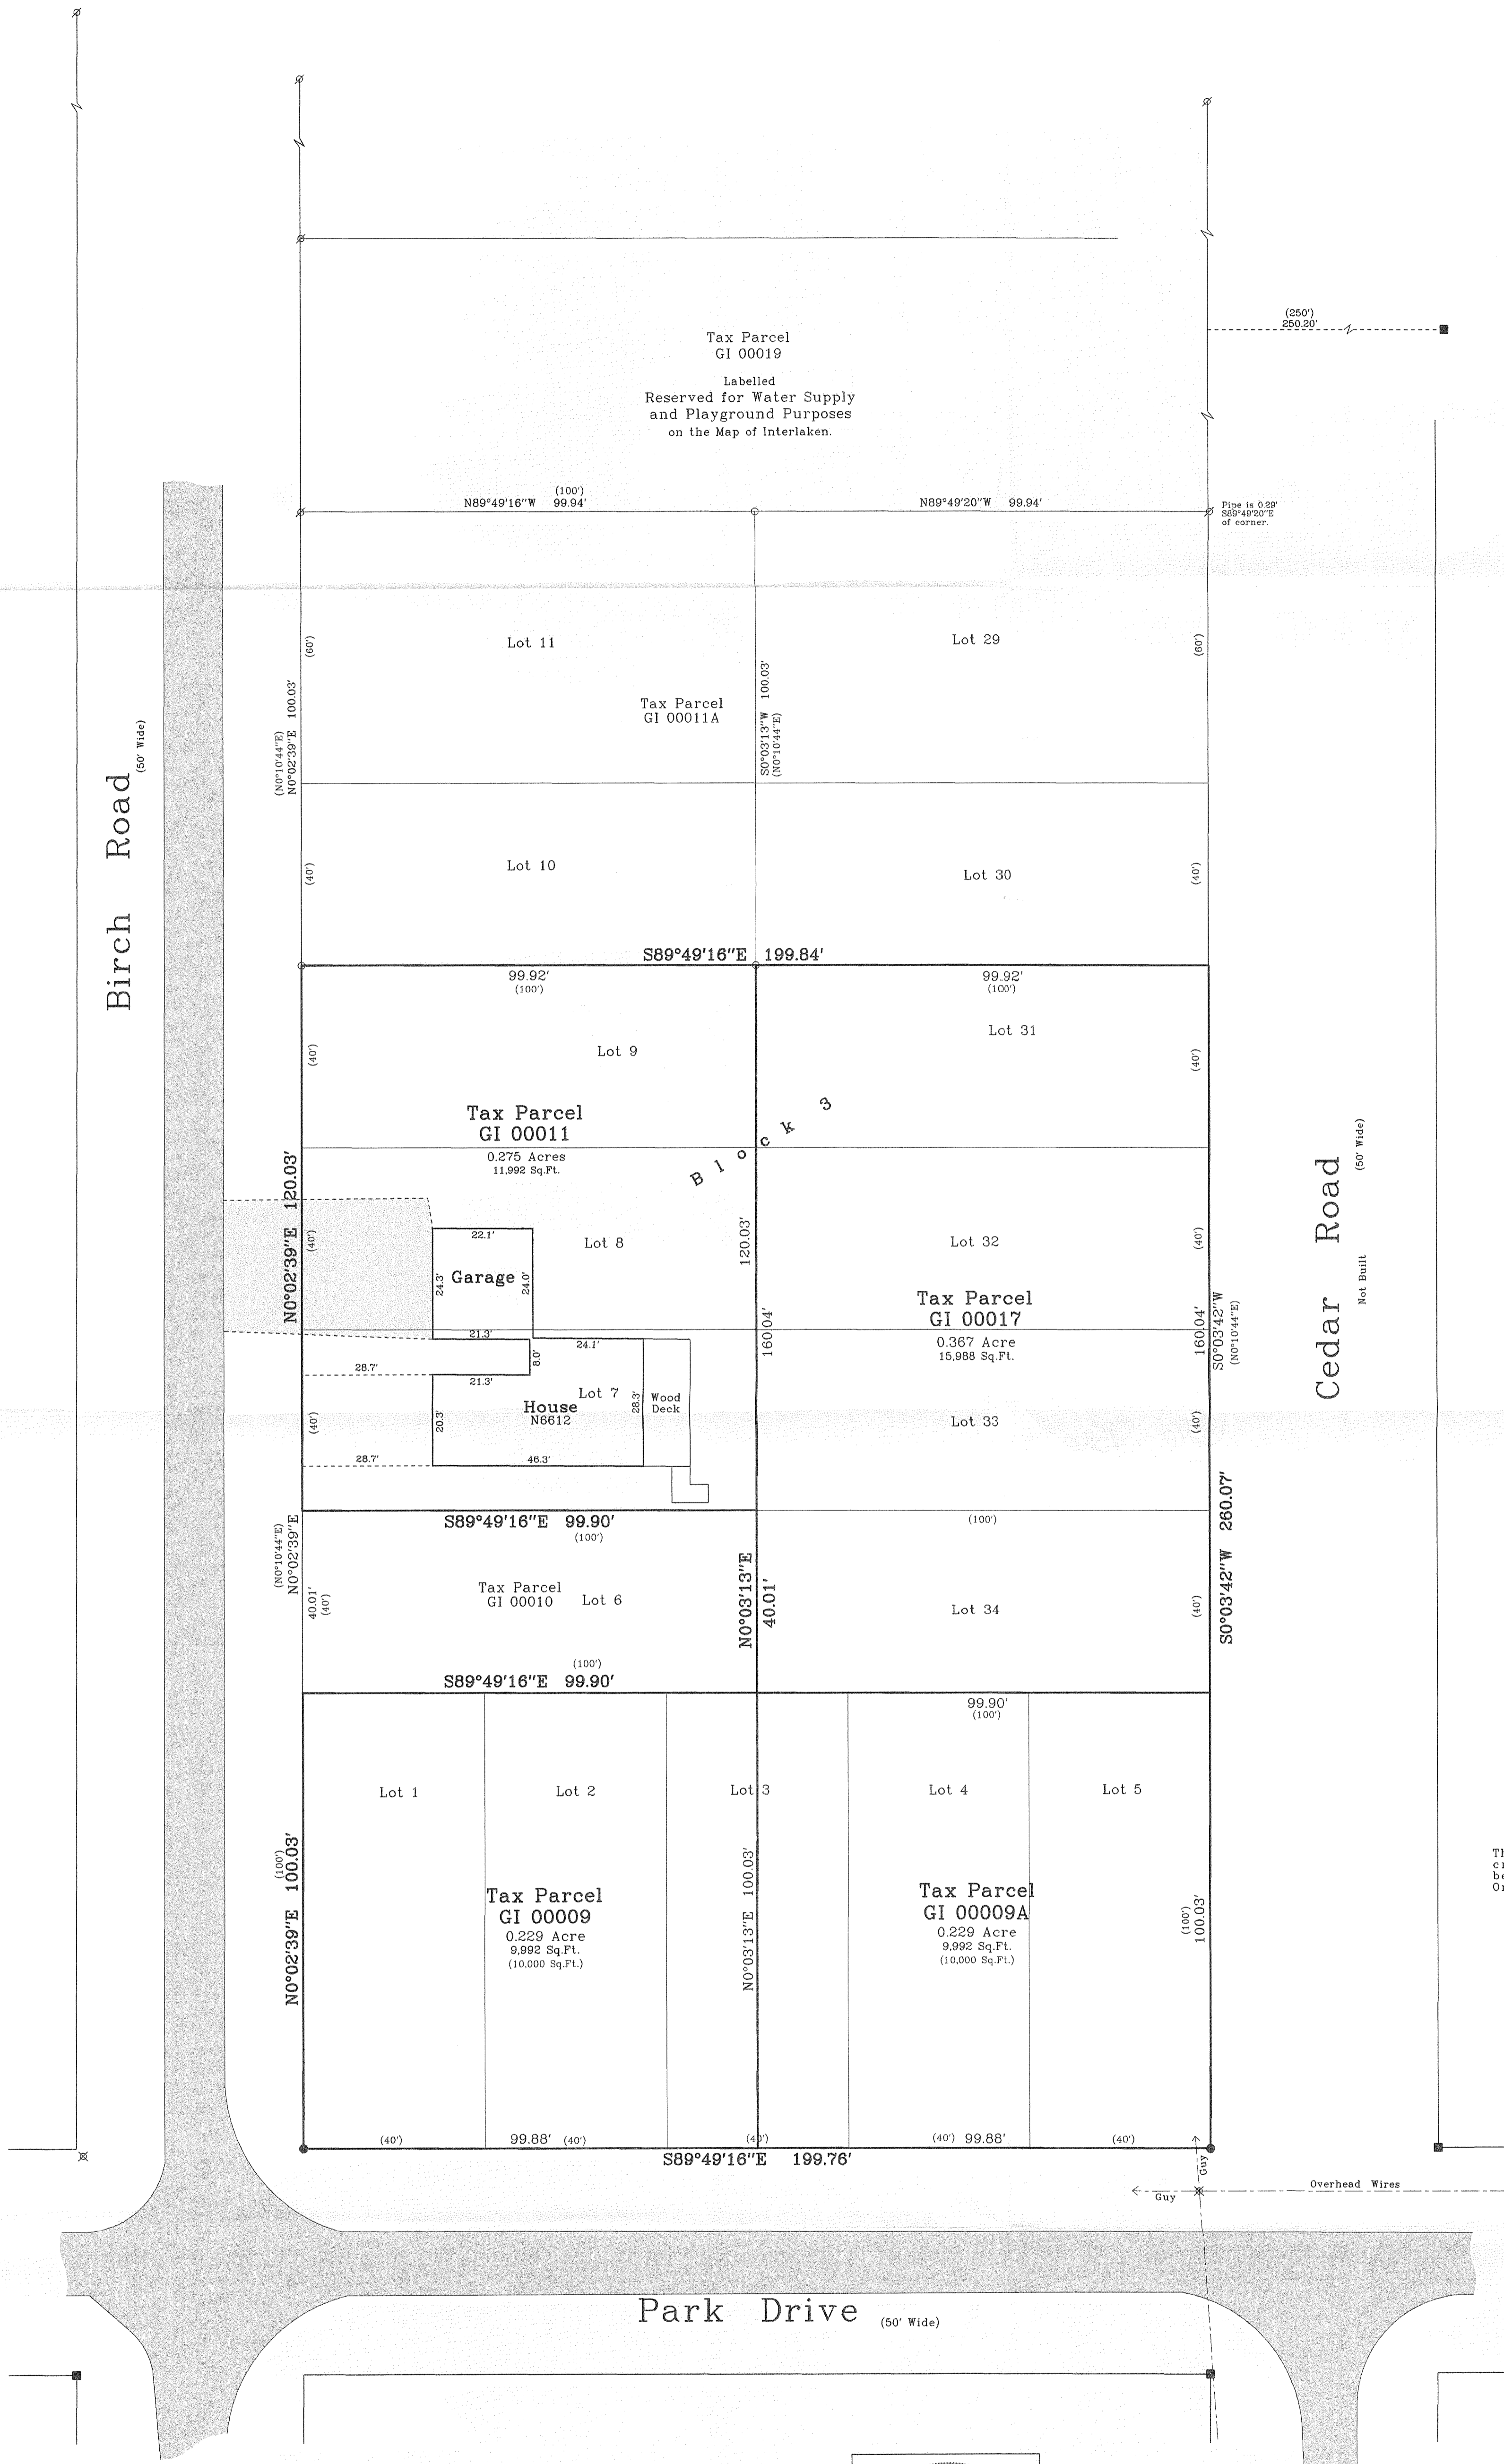 (250')
250.20'
Tax Parcel
GI 00019
Labelled
Reserved for Water Supply
and Playground Purposes
on the Map of Interlaken.
(100')
N89°49'16"W 99.94'
N89°49'20"W 99.94'
Pipe is 0.29'
S89°49'20"E
of corner.
Lot 11
Lot 29
(60')
(60')
Tax Parcel
GI 00011A
(N0°10'44"E)
N0°02'39"E 100.03'
S0°03'13"W 100.03'
(N0°10'44"E)
Birch Road
(50' Wide)
Lot 10
Lot 30
(40')
(40')
S89°49'16"E 199.84'
99.92'
(100')
99.92'
(100')
Lot 9
Lot 31
(40')
(40')
Block 3
Tax Parcel
GI 00011
0.275 Acres
11,992 Sq.Ft.
N0°02'39"E 120.03'
(40')
22.1'
Lot 8
24.3'
Garage
24.0'
21.3'
120.03'
160.04'
Lot 32
(40')
Tax Parcel
GI 00017
0.367 Acre
15,988 Sq.Ft.
160.04'
S0°03'42"W
(N0°10'44"E)
Cedar Road
(50' Wide)
Not Built
24.1'
8.0'
28.7'
21.3'
Lot 7
House
N6612
20.3'
28.3'
Wood
Deck
(40')
Lot 33
(40')
28.7'
46.3'
S89°49'16"E 99.90'
(100')
(100')
S0°03'42"W 260.07'
(N0°10'44"E)
N0°02'39"E
40.01'
(40')
Tax Parcel
GI 00010
Lot 6
N0°03'13"E
40.01'
Lot 34
(40')
(100')
S89°49'16"E 99.90'
99.90'
(100')
Lot 1
Lot 2
Lot 3
Lot 4
Lot 5
(100')
N0°02'39"E 100.03'
Tax Parcel
GI 00009
0.229 Acre
9,992 Sq.Ft.
(10,000 Sq.Ft.)
N0°03'13"E 100.03'
Tax Parcel
GI 00009A
0.229 Acre
9,992 Sq.Ft.
(10,000 Sq.Ft.)
(100')
100.03'
(40')
99.88'
(40')
(40')
(40')
99.88'
(40')
S89°49'16"E 199.76'
Guy
Guy
Overhead Wires
Park Drive
(50' Wide)